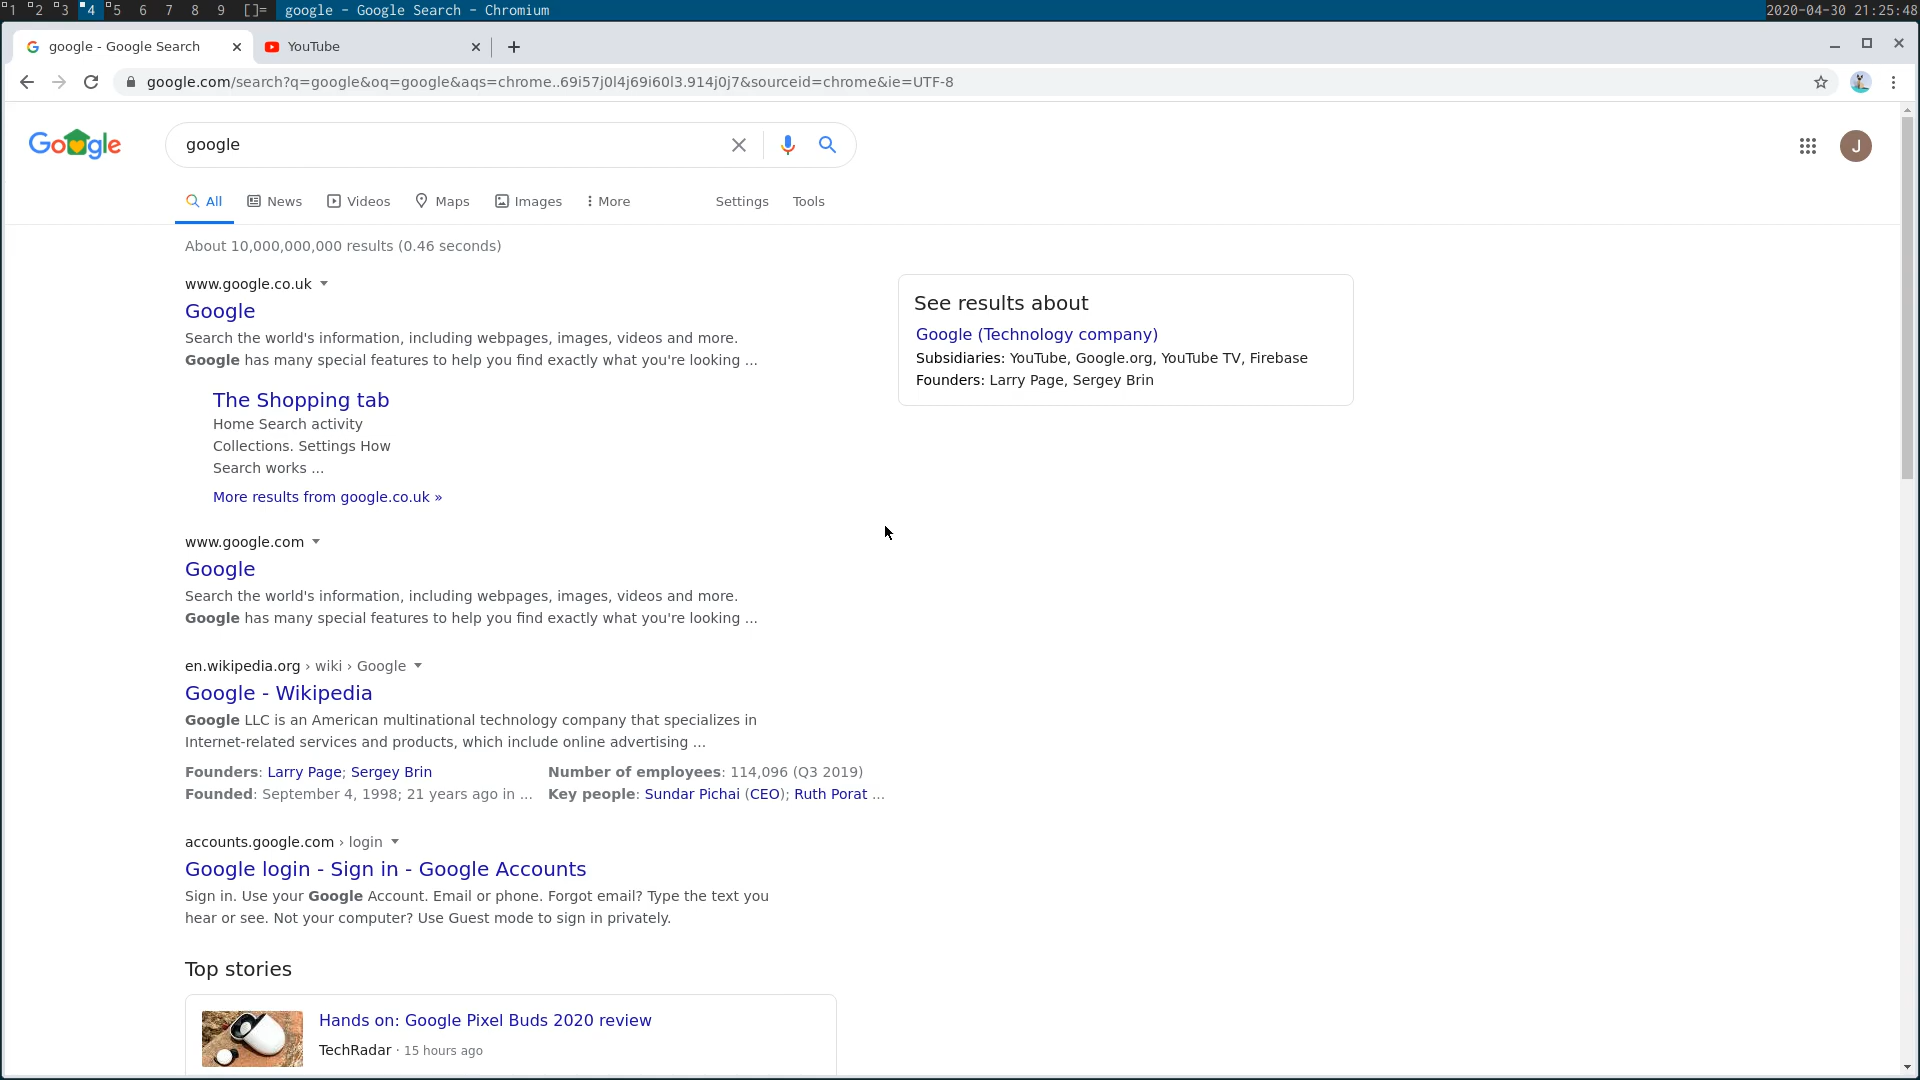 1 2 3 4 5 6 7 8 9 []= google - Google Search - Chromium 2020-04-30 21:25:48
google - Google Search YouTube
google.com/search?q=google&oq=google&aqs=chrome..69i57j0l4j69i60l3.914j0j7&sourceid=chrome&ie=UTF-8
Google google J
All News Videos Maps Images More Settings Tools
About 10,000,000,000 results (0.46 seconds)
www.google.co.uk
Google
Search the world's information, including webpages, images, videos and more.
Google has many special features to help you find exactly what you're looking ...
The Shopping tab
Home Search activity
Collections. Settings How
Search works ...
More results from google.co.uk »
See results about
Google (Technology company)
Subsidiaries: YouTube, Google.org, YouTube TV, Firebase
Founders: Larry Page, Sergey Brin
www.google.com
Google
Search the world's information, including webpages, images, videos and more.
Google has many special features to help you find exactly what you're looking ...
en.wikipedia.org › wiki › Google
Google - Wikipedia
Google LLC is an American multinational technology company that specializes in
Internet-related services and products, which include online advertising ...
Founders: Larry Page; Sergey Brin Number of employees: 114,096 (Q3 2019)
Founded: September 4, 1998; 21 years ago in ... Key people: Sundar Pichai (CEO); Ruth Porat ...
accounts.google.com › login
Google login - Sign in - Google Accounts
Sign in. Use your Google Account. Email or phone. Forgot email? Type the text you
hear or see. Not your computer? Use Guest mode to sign in privately.
Top stories
Hands on: Google Pixel Buds 2020 review
TechRadar · 15 hours ago